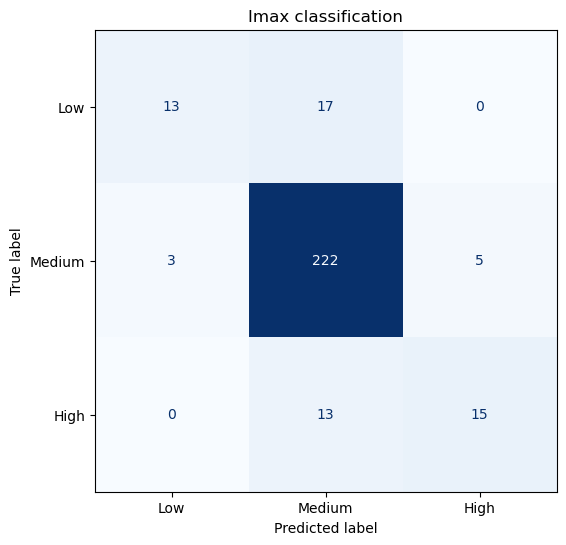 Imax classification
True label
Low
13 17 0
Medium
3 222 5
High
0 13 15
Low Medium High
Predicted label